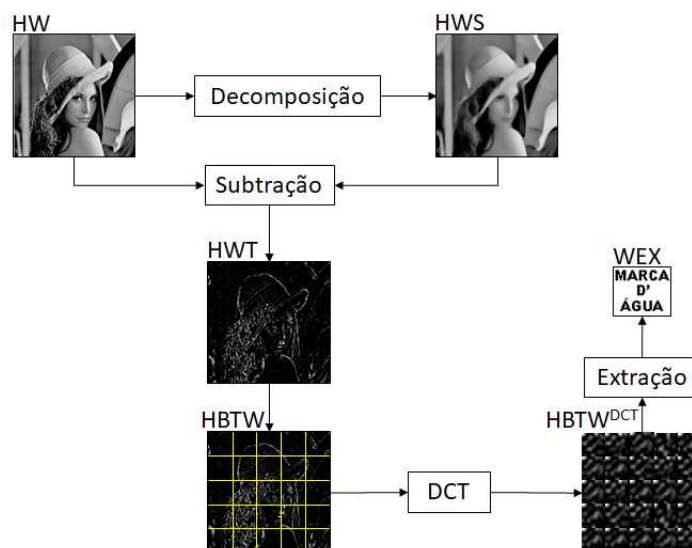 HW
HWS
Decomposição
Subtração
HWT
WEX
MARCA
D'
ÁGUA
Extração
HBTW
HBTW^DCT
DCT